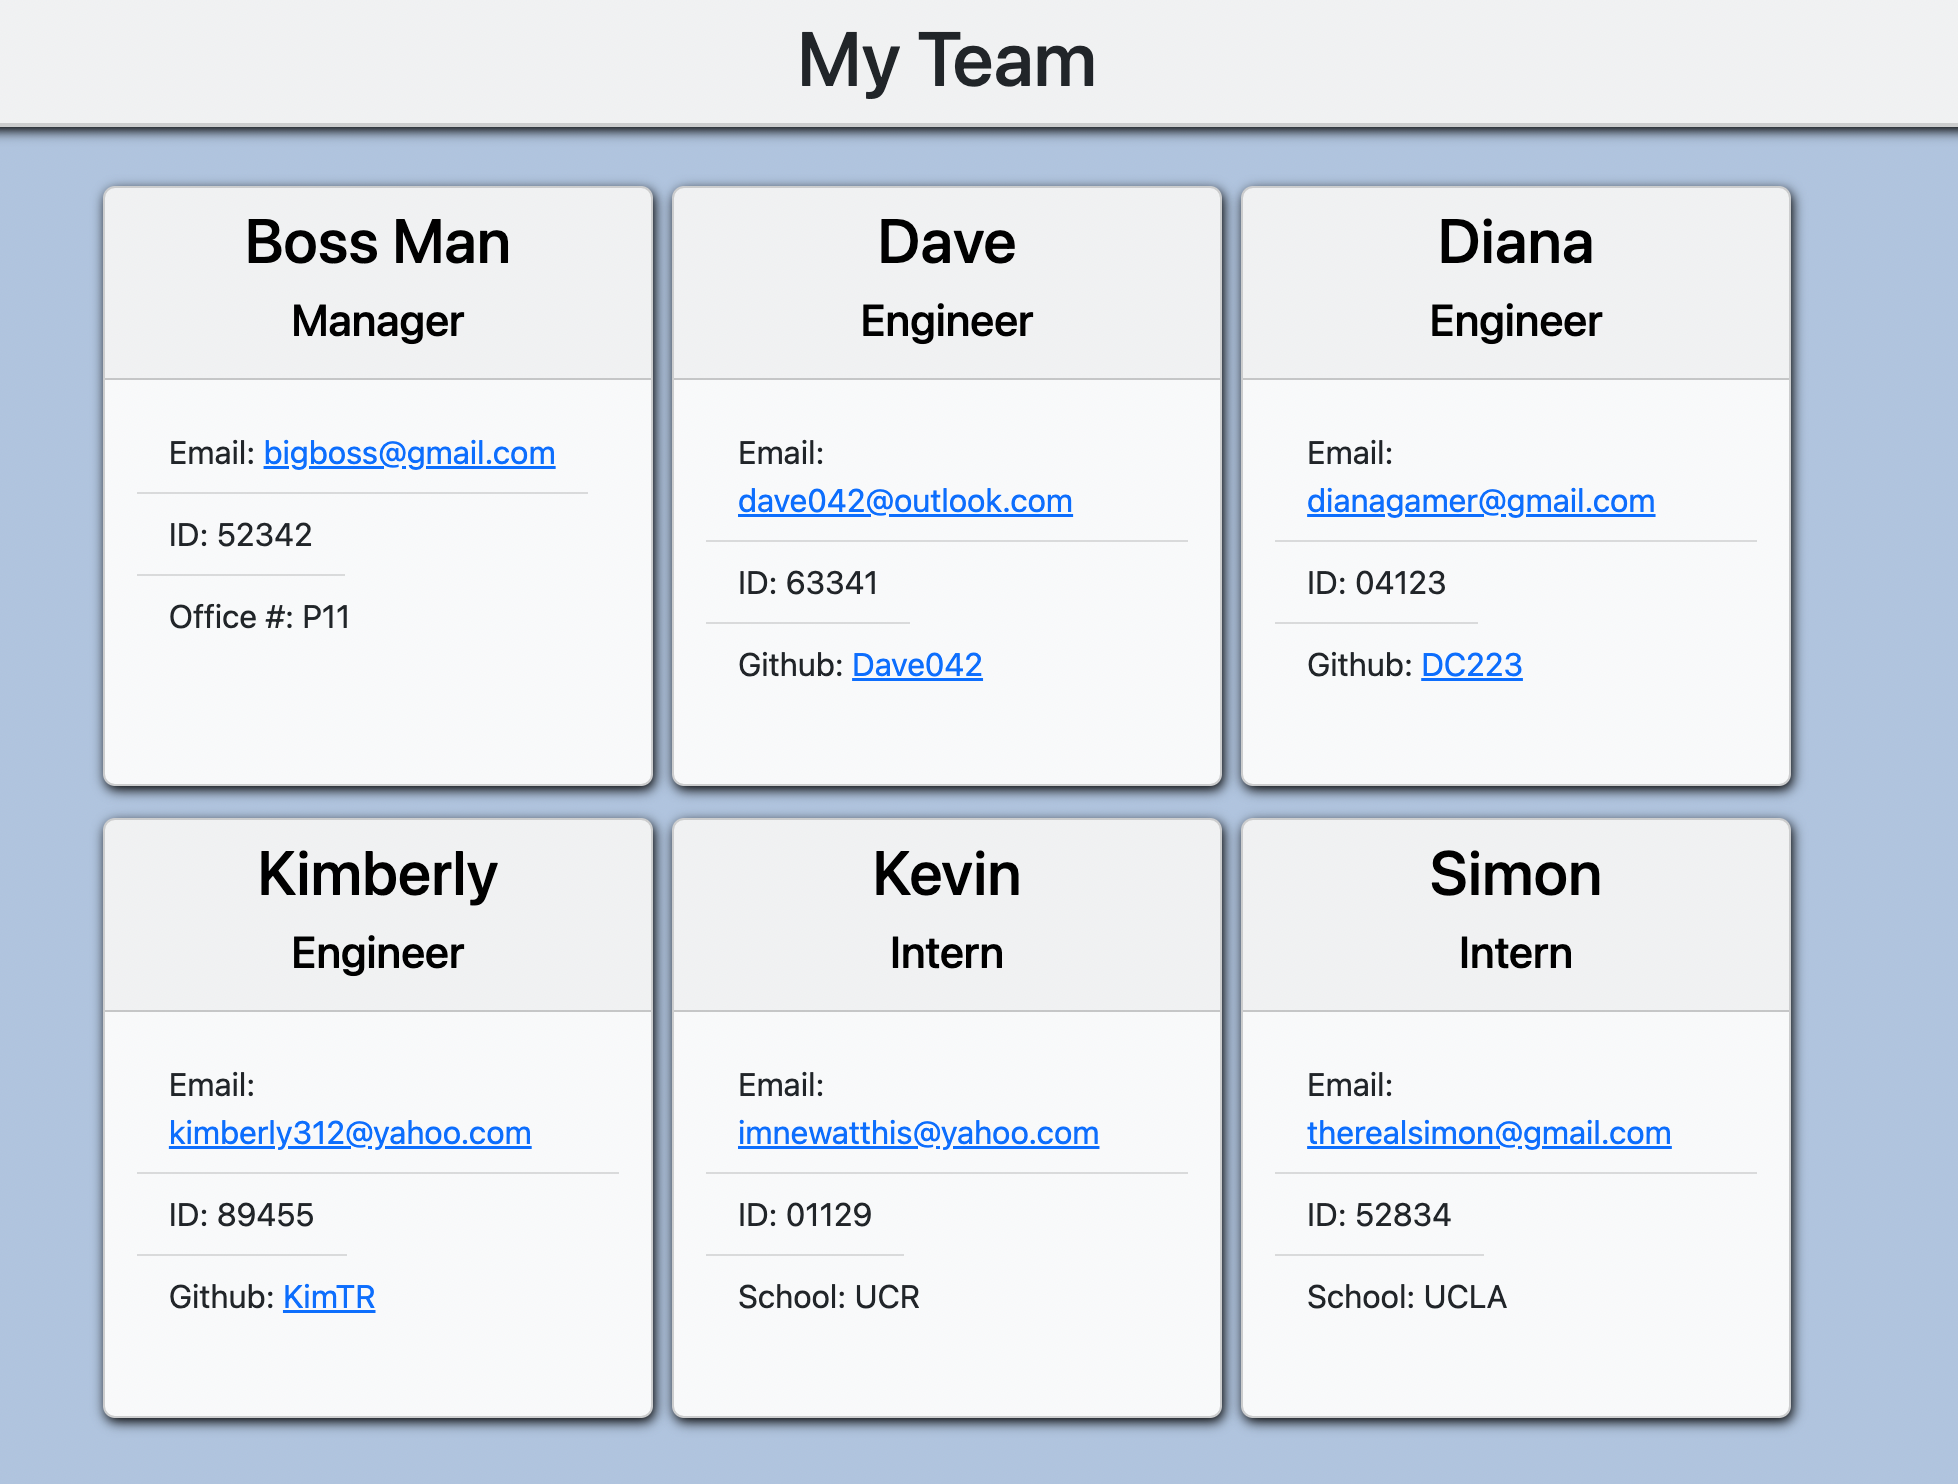 My Team
Boss Man
Manager
Email: bigboss@gmail.com
ID: 52342
Office #: P11
Dave
Engineer
Email:
dave042@outlook.com
ID: 63341
Github: Dave042
Diana
Engineer
Email:
dianagamer@gmail.com
ID: 04123
Github: DC223
Kimberly
Engineer
Email:
kimberly312@yahoo.com
ID: 89455
Github: KimTR
Kevin
Intern
Email:
imnewatthis@yahoo.com
ID: 01129
School: UCR
Simon
Intern
Email:
therealsimon@gmail.com
ID: 52834
School: UCLA